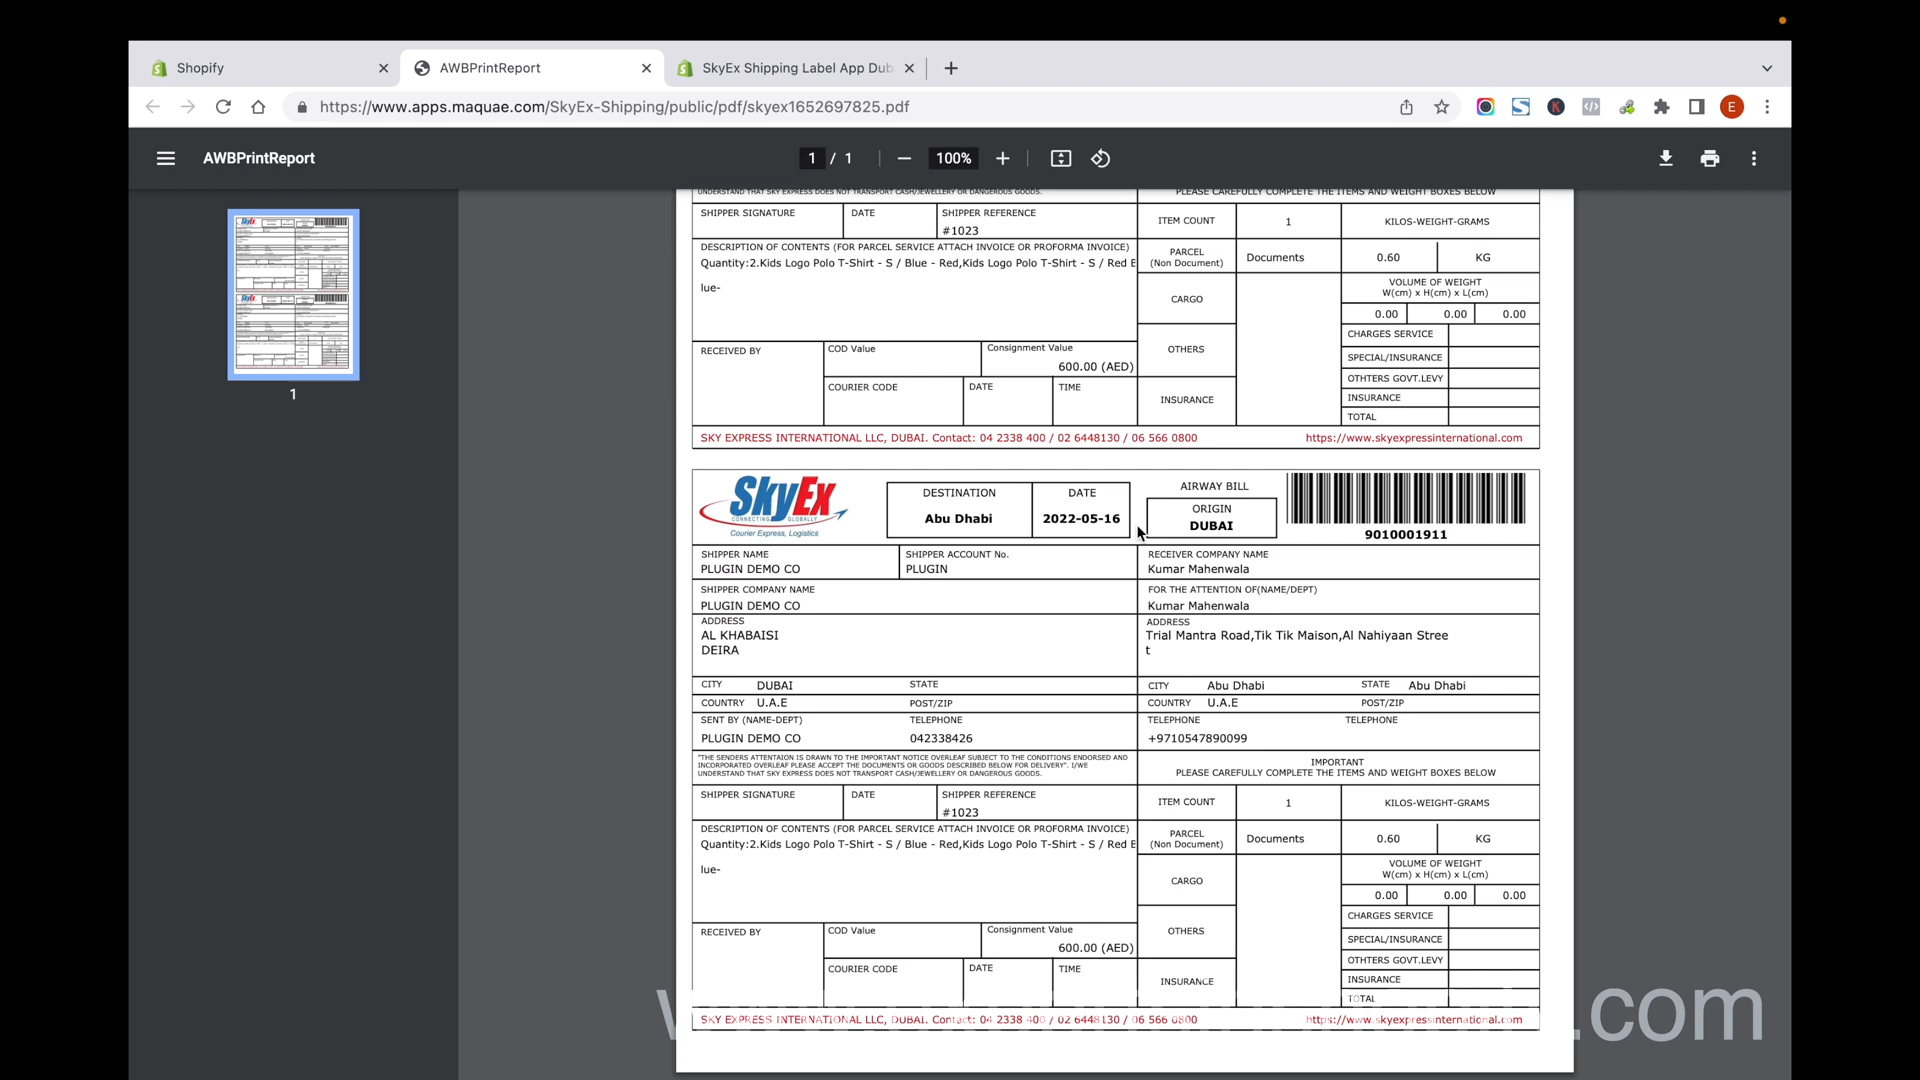 Shopify
AWBPrintReport
SkyEx Shipping Label App Dub
https://www.apps.maquae.com/SkyEx-Shipping/public/pdf/skyex1652697825.pdf
E
AWBPrintReport
1 / 1
100%
1
UNDERSTAND THAT SKY EXPRESS DOES NOT TRANSPORT CASH/JEWELLERY OR DANGEROUS GOODS.
PLEASE CAREFULLY COMPLETE THE ITEMS AND WEIGHT BOXES BELOW
SHIPPER SIGNATURE DATE SHIPPER REFERENCE
#1023
ITEM COUNT 1 KILOS-WEIGHT-GRAMS
DESCRIPTION OF CONTENTS (FOR PARCEL SERVICE ATTACH INVOICE OR PROFORMA INVOICE)
Quantity:2.Kids Logo Polo T-Shirt - S / Blue - Red,Kids Logo Polo T-Shirt - S / Red B
lue-
PARCEL
(Non Document)
Documents 0.60 KG
VOLUME OF WEIGHT
W(cm) x H(cm) x L(cm)
CARGO
0.00 0.00 0.00
CHARGES SERVICE
RECEIVED BY COD Value Consignment Value
600.00 (AED)
OTHERS
SPECIAL/INSURANCE
OTHTERS GOVT.LEVY
COURIER CODE DATE TIME
INSURANCE
INSURANCE
TOTAL
SKY EXPRESS INTERNATIONAL LLC, DUBAI. Contact: 04 2338 400 / 02 6448130 / 06 566 0800
https://www.skyexpressinternational.com
SkyEx
CONNECTING GLOBALLY
Courier Express, Logistics
DESTINATION
Abu Dhabi
DATE
2022-05-16
AIRWAY BILL
ORIGIN
DUBAI
9010001911
SHIPPER NAME
PLUGIN DEMO CO
SHIPPER ACCOUNT No.
PLUGIN
RECEIVER COMPANY NAME
Kumar Mahenwala
SHIPPER COMPANY NAME
PLUGIN DEMO CO
FOR THE ATTENTION OF(NAME/DEPT)
Kumar Mahenwala
ADDRESS
AL KHABAISI
DEIRA
ADDRESS
Trial Mantra Road,Tik Tik Maison,Al Nahiyaan Stree
t
CITY DUBAI STATE
CITY Abu Dhabi STATE Abu Dhabi
COUNTRY U.A.E POST/ZIP
COUNTRY U.A.E POST/ZIP
SENT BY (NAME-DEPT) TELEPHONE
PLUGIN DEMO CO 042338426
TELEPHONE TELEPHONE
+9710547890099
"THE SENDERS ATTENTAION IS DRAWN TO THE IMPORTANT NOTICE OVERLEAF SUBJECT TO THE CONDITIONS ENDORSED AND
INCORPORATED OVERLEAF PLEASE ACCEPT THE DOCUMENTS OR GOODS DESCRIBED BELOW FOR DELIVERY". I/WE
UNDERSTAND THAT SKY EXPRESS DOES NOT TRANSPORT CASH/JEWELLERY OR DANGEROUS GOODS.
IMPORTANT
PLEASE CAREFULLY COMPLETE THE ITEMS AND WEIGHT BOXES BELOW
SHIPPER SIGNATURE DATE SHIPPER REFERENCE
#1023
ITEM COUNT 1 KILOS-WEIGHT-GRAMS
DESCRIPTION OF CONTENTS (FOR PARCEL SERVICE ATTACH INVOICE OR PROFORMA INVOICE)
Quantity:2.Kids Logo Polo T-Shirt - S / Blue - Red,Kids Logo Polo T-Shirt - S / Red B
lue-
PARCEL
(Non Document)
Documents 0.60 KG
VOLUME OF WEIGHT
W(cm) x H(cm) x L(cm)
CARGO
0.00 0.00 0.00
CHARGES SERVICE
RECEIVED BY COD Value Consignment Value
600.00 (AED)
OTHERS
SPECIAL/INSURANCE
OTHTERS GOVT.LEVY
COURIER CODE DATE TIME
INSURANCE
INSURANCE
TOTAL
SKY EXPRESS INTERNATIONAL LLC, DUBAI. Contact: 04 2338 400 / 02 6448130 / 06 566 0800
https://www.skyexpressinternational.com
.com